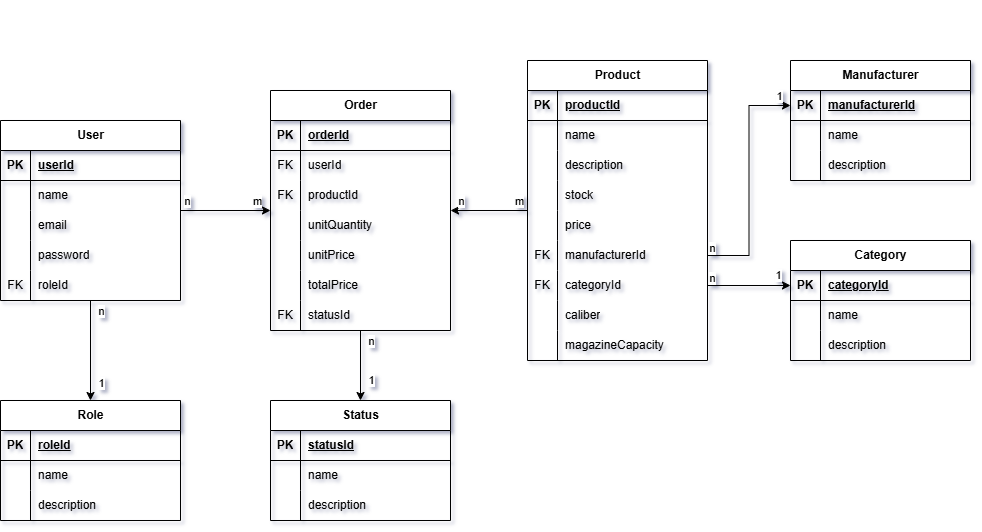 User
PK userId
name
email
password
FK roleId
n
m
n
1
Role
PK roleId
name
description
Order
PK orderId
FK userId
FK productId
unitQuantity
unitPrice
totalPrice
FK statusId
n
m
n
1
Status
PK statusId
name
description
Product
PK productId
name
description
stock
price
FK manufacturerId
FK categoryId
caliber
magazineCapacity
n
1
n
1
Manufacturer
PK manufacturerId
name
description
Category
PK categoryId
name
description